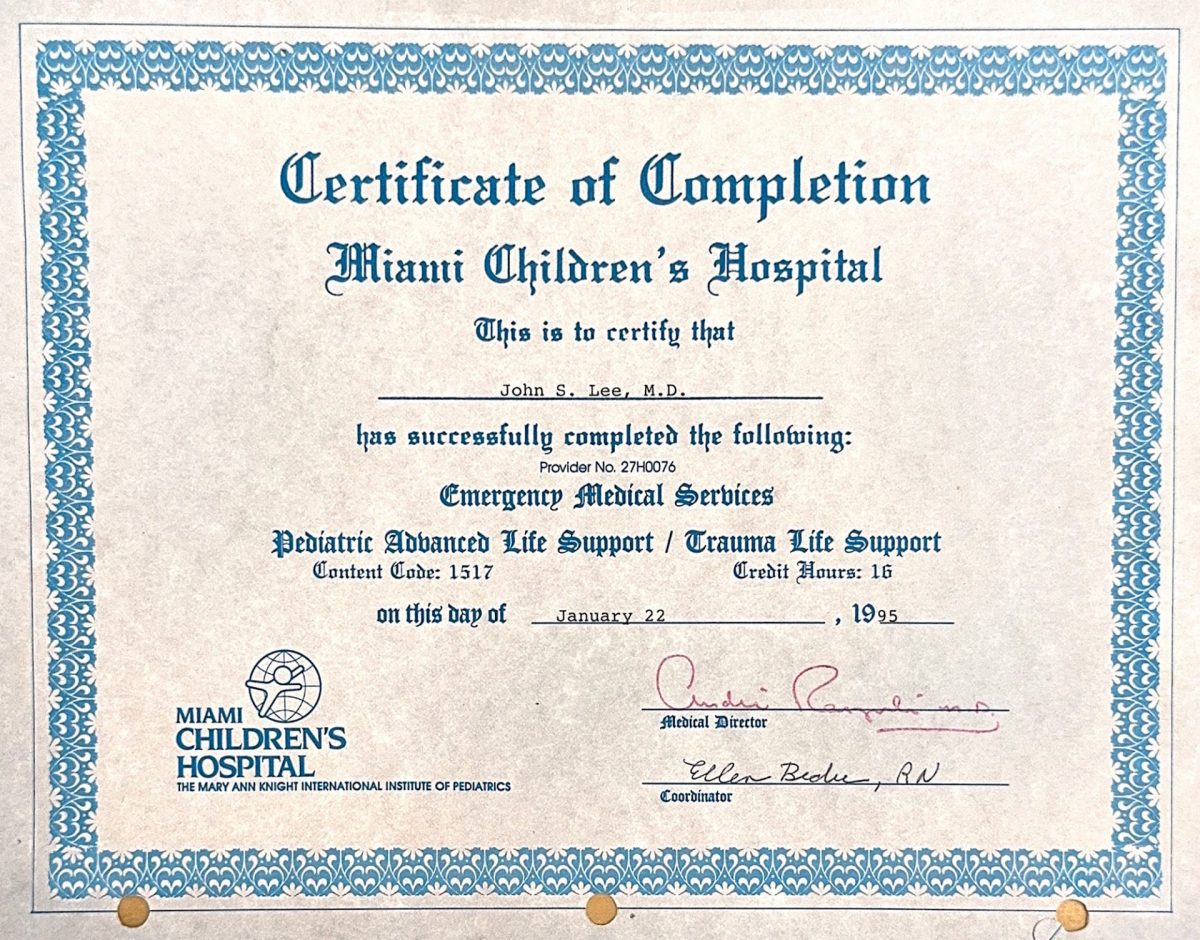 Certificate of Completion
Miami Children's Hospital
This is to certify that
John S. Lee, M.D.
has successfully completed the following:
Provider No. 27H0076
Emergency Medical Services
Pediatric Advanced Life Support / Trauma Life Support
Content Code: 1517 Credit Hours: 16
on this day of January 22, 1995
MIAMI
CHILDREN'S
HOSPITAL
THE MARY ANN KNIGHT INTERNATIONAL INSTITUTE OF PEDIATRICS
M.D.
Medical Director
Ellen , RN
Coordinator